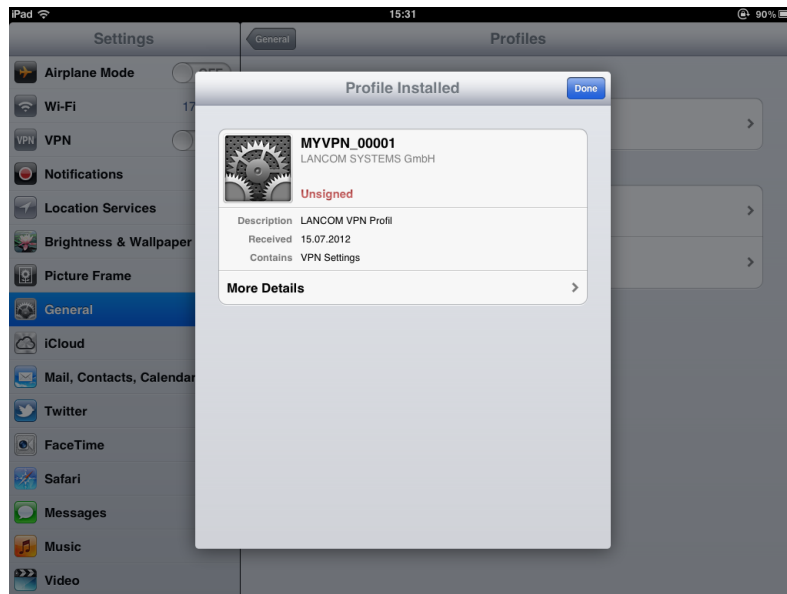 iPad 15:31 90%
Settings
General Profiles
Airplane Mode OFF
Wi-Fi 17
VPN VPN
Notifications
Location Services
Brightness & Wallpaper
Picture Frame
General
iCloud
Mail, Contacts, Calendar
Twitter
FaceTime
Safari
Messages
Music
Video
Profile Installed Done
MYVPN_00001
LANCOM SYSTEMS GmbH
Unsigned
Description LANCOM VPN Profil
Received 15.07.2012
Contains VPN Settings
More Details